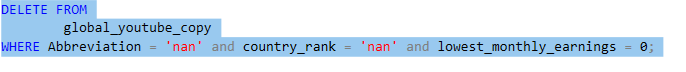 DELETE FROM
global_youtube_copy
WHERE Abbreviation = 'nan' and country_rank = 'nan' and lowest_monthly_earnings = 0;